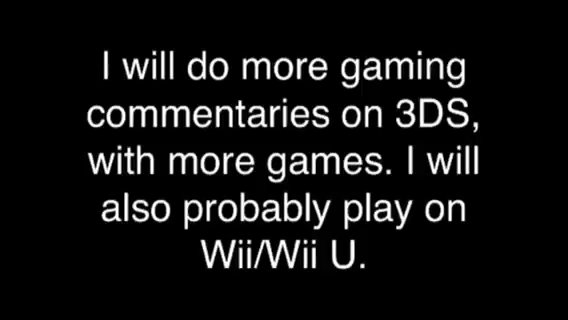 I will do more gaming
commentaries on 3DS,
with more games. I will
also probably play on
Wii/Wii U.